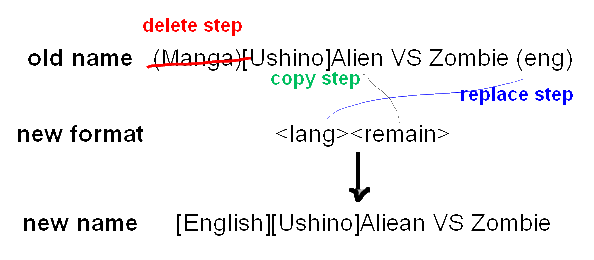 delete step
old name (Manga)[Ushino]Alien VS Zombie (eng)
copy step
replace step
new format <lang><remain>
new name [English][Ushino]Aliean VS Zombie